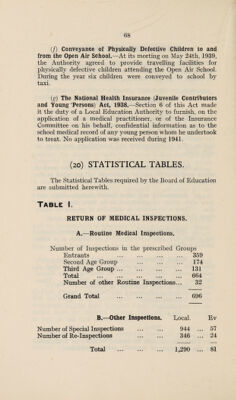 68
(f) Conveyance of Physically Defective Children to and
from the Open Air School.—At its meeting on May 24th, 1939,
the Authority agreed to provide travelling facilities for
physically defective children attending the Open Air School.
During the year six children were conveyed to school by
taxi.
(g) The National Health Insurance (Juvenile Contributors
and Young Persons) Act, 1938.—Section 6 of this Act made
it the duty of a Local Education Authority to furnish, on the
application of a medical practitioner, or of the Insurance
Committee on his behalf, confidential information as to the
school medical record of any young person whom he undertook
to treat. No application was received during 1941.
(20) STATISTICAL TABLES.
The Statistical Tables required by the Board of Education
are submitted herewith.
TABLE I.
RETURN OF MEDICAL INSPECTIONS.
A.—Routine Medical Inspections.
Number of Inspections in the prescribed Groups
Entrants ... ... ... ... 359
Second Age Group ... ... ... 174
Third Age Group ... ... ... ... 131
Total ... ... ... ... 664
Number of other Routine Inspections... 32
Grand Total ... ... ... 696
B.—Other Inspections. Local. Ev
Number of Special Inspections ... ... 944 ... 57
Number of Re-Inspections ... ... 346 ... 24
Total ... ... 1,290 ... 81